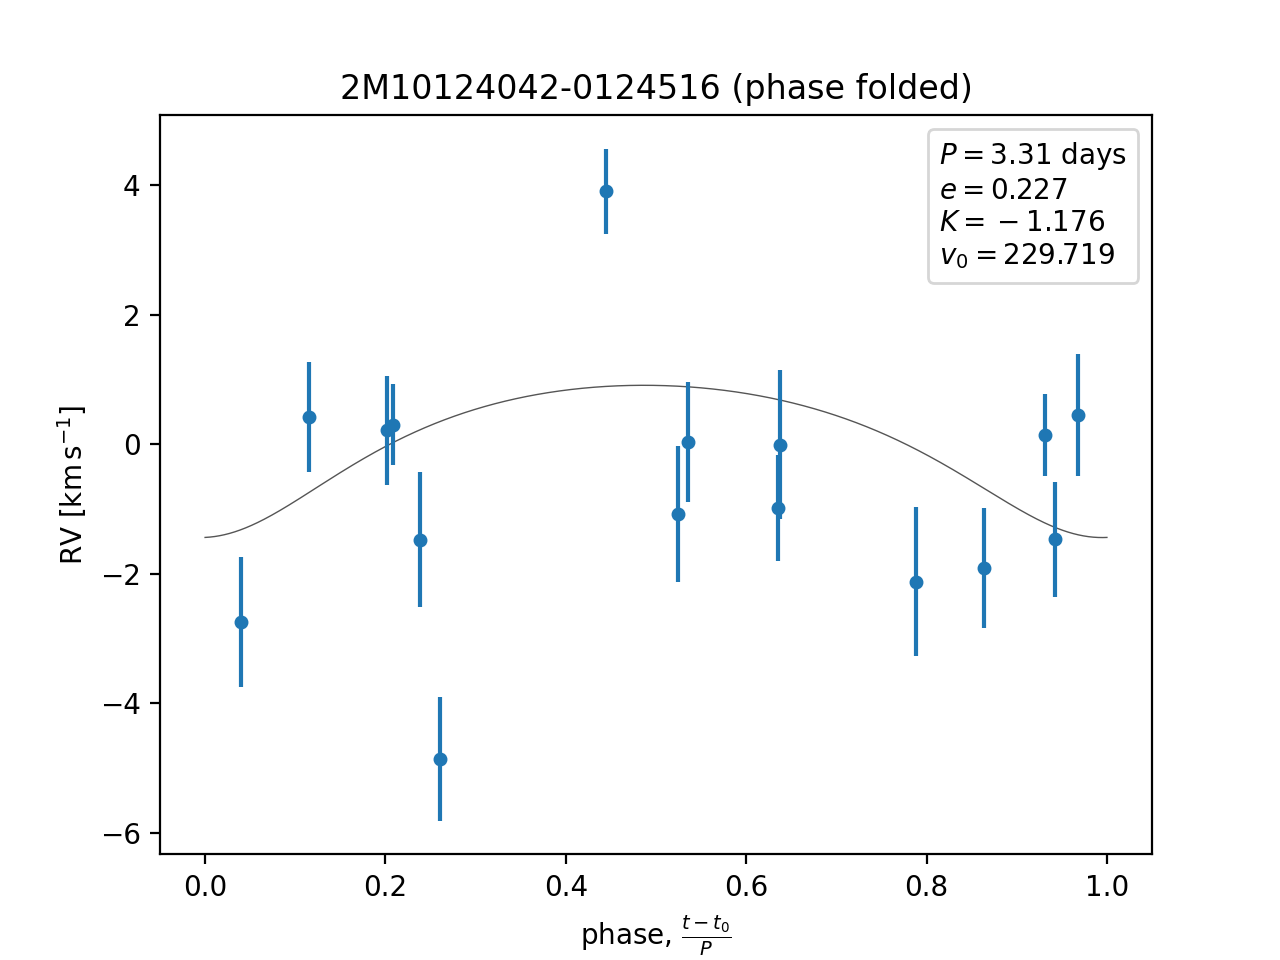 2M10124042-0124516 (phase folded)
P = 3.31 days
e = 0.227
K = −1.176
v₀ = 229.719
RV [km s⁻¹]
4
2
0
−2
−4
−6
0.0 0.2 0.4 0.6 0.8 1.0
phase, (t − t₀)/P